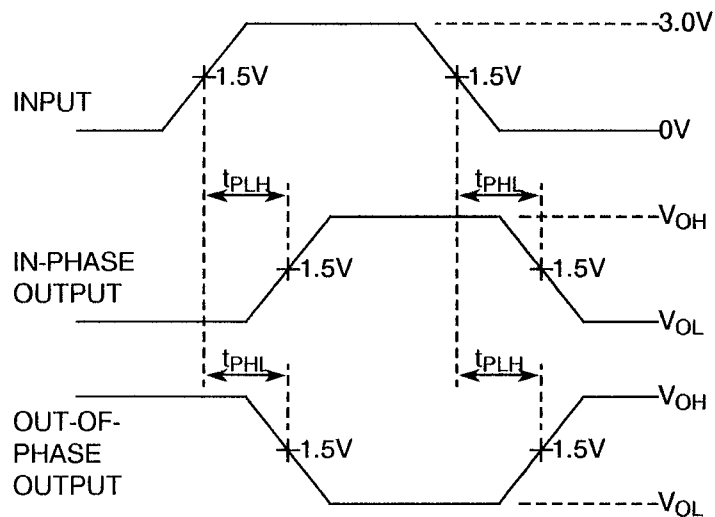 3.0V
1.5V
1.5V
INPUT
0V
tPLH
tPHL
VOH
IN-PHASE
OUTPUT
1.5V
1.5V
VOL
tPHL
tPLH
VOH
OUT-OF-
PHASE
OUTPUT
1.5V
1.5V
VOL